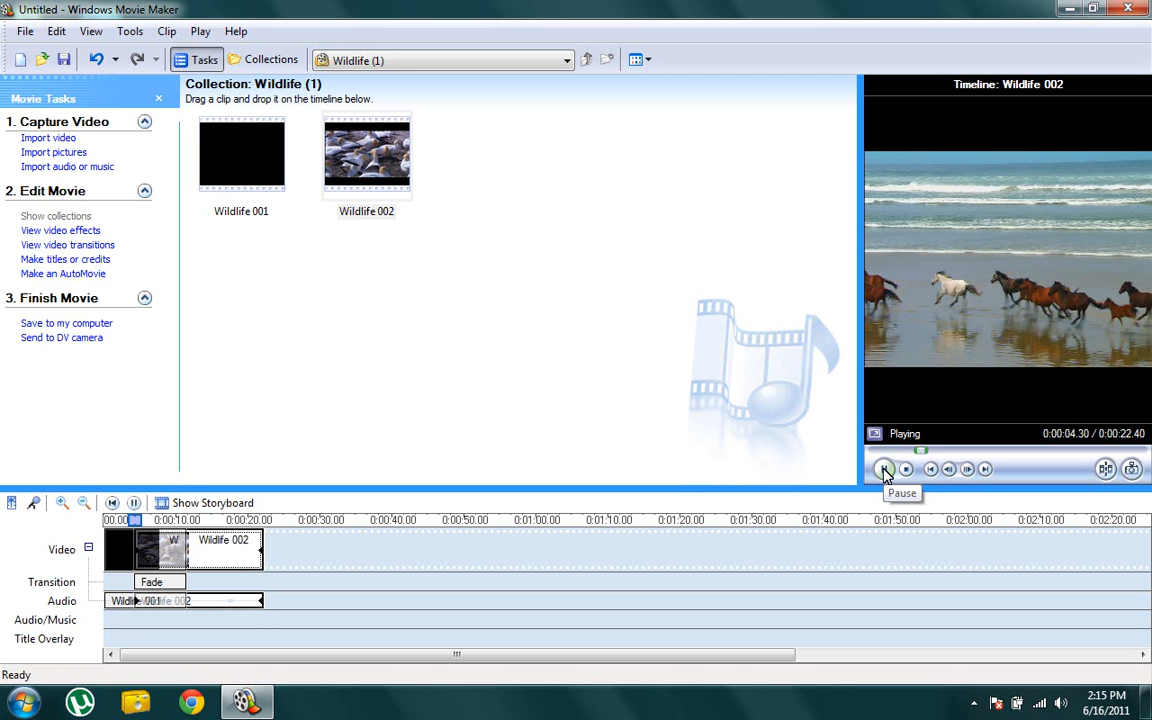 Untitled - Windows Movie Maker
File Edit View Tools Clip Play Help
Tasks Collections Wildlife (1)
Movie Tasks
Collection: Wildlife (1)
Drag a clip and drop it on the timeline below.
Timeline: Wildlife 002
1. Capture Video
Import video
Import pictures
Import audio or music
2. Edit Movie
Show collections
View video effects
View video transitions
Make titles or credits
Make an AutoMovie
3. Finish Movie
Save to my computer
Send to DV camera
Wildlife 001 Wildlife 002
Playing 0:00:04.30 / 0:00:22.40
Pause
Show Storyboard
00.00 0:00:10.00 0:00:20.00 0:00:30.00 0:00:40.00 0:00:50.00 0:01:00.00 0:01:10.00 0:01:20.00 0:01:30.00 0:01:40.00 0:01:50.00 0:02:00.00 0:02:10.00 0:02:20.00
Video W Wildlife 002
Transition Fade
Audio Wildlife 002
Audio/Music
Title Overlay
Ready
2:15 PM
6/16/2011